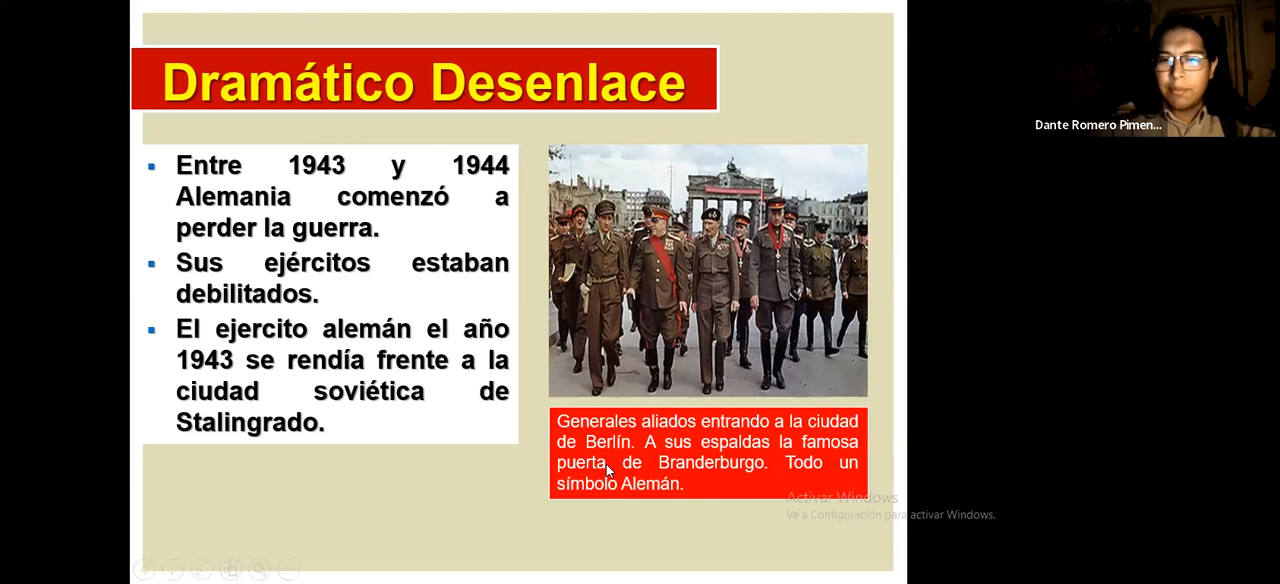 Dramático Desenlace
Entre 1943 y 1944
Alemania comenzó a
perder la guerra.
Sus ejércitos estaban
debilitados.
El ejercito alemán el año
1943 se rendía frente a la
ciudad soviética de
Stalingrado.
Generales aliados entrando a la ciudad
de Berlín. A sus espaldas la famosa
puerta de Branderburgo. Todo un
símbolo Alemán.
Dante Romero Pimen...
Activar Windows
Ve a Configuración para activar Windows.